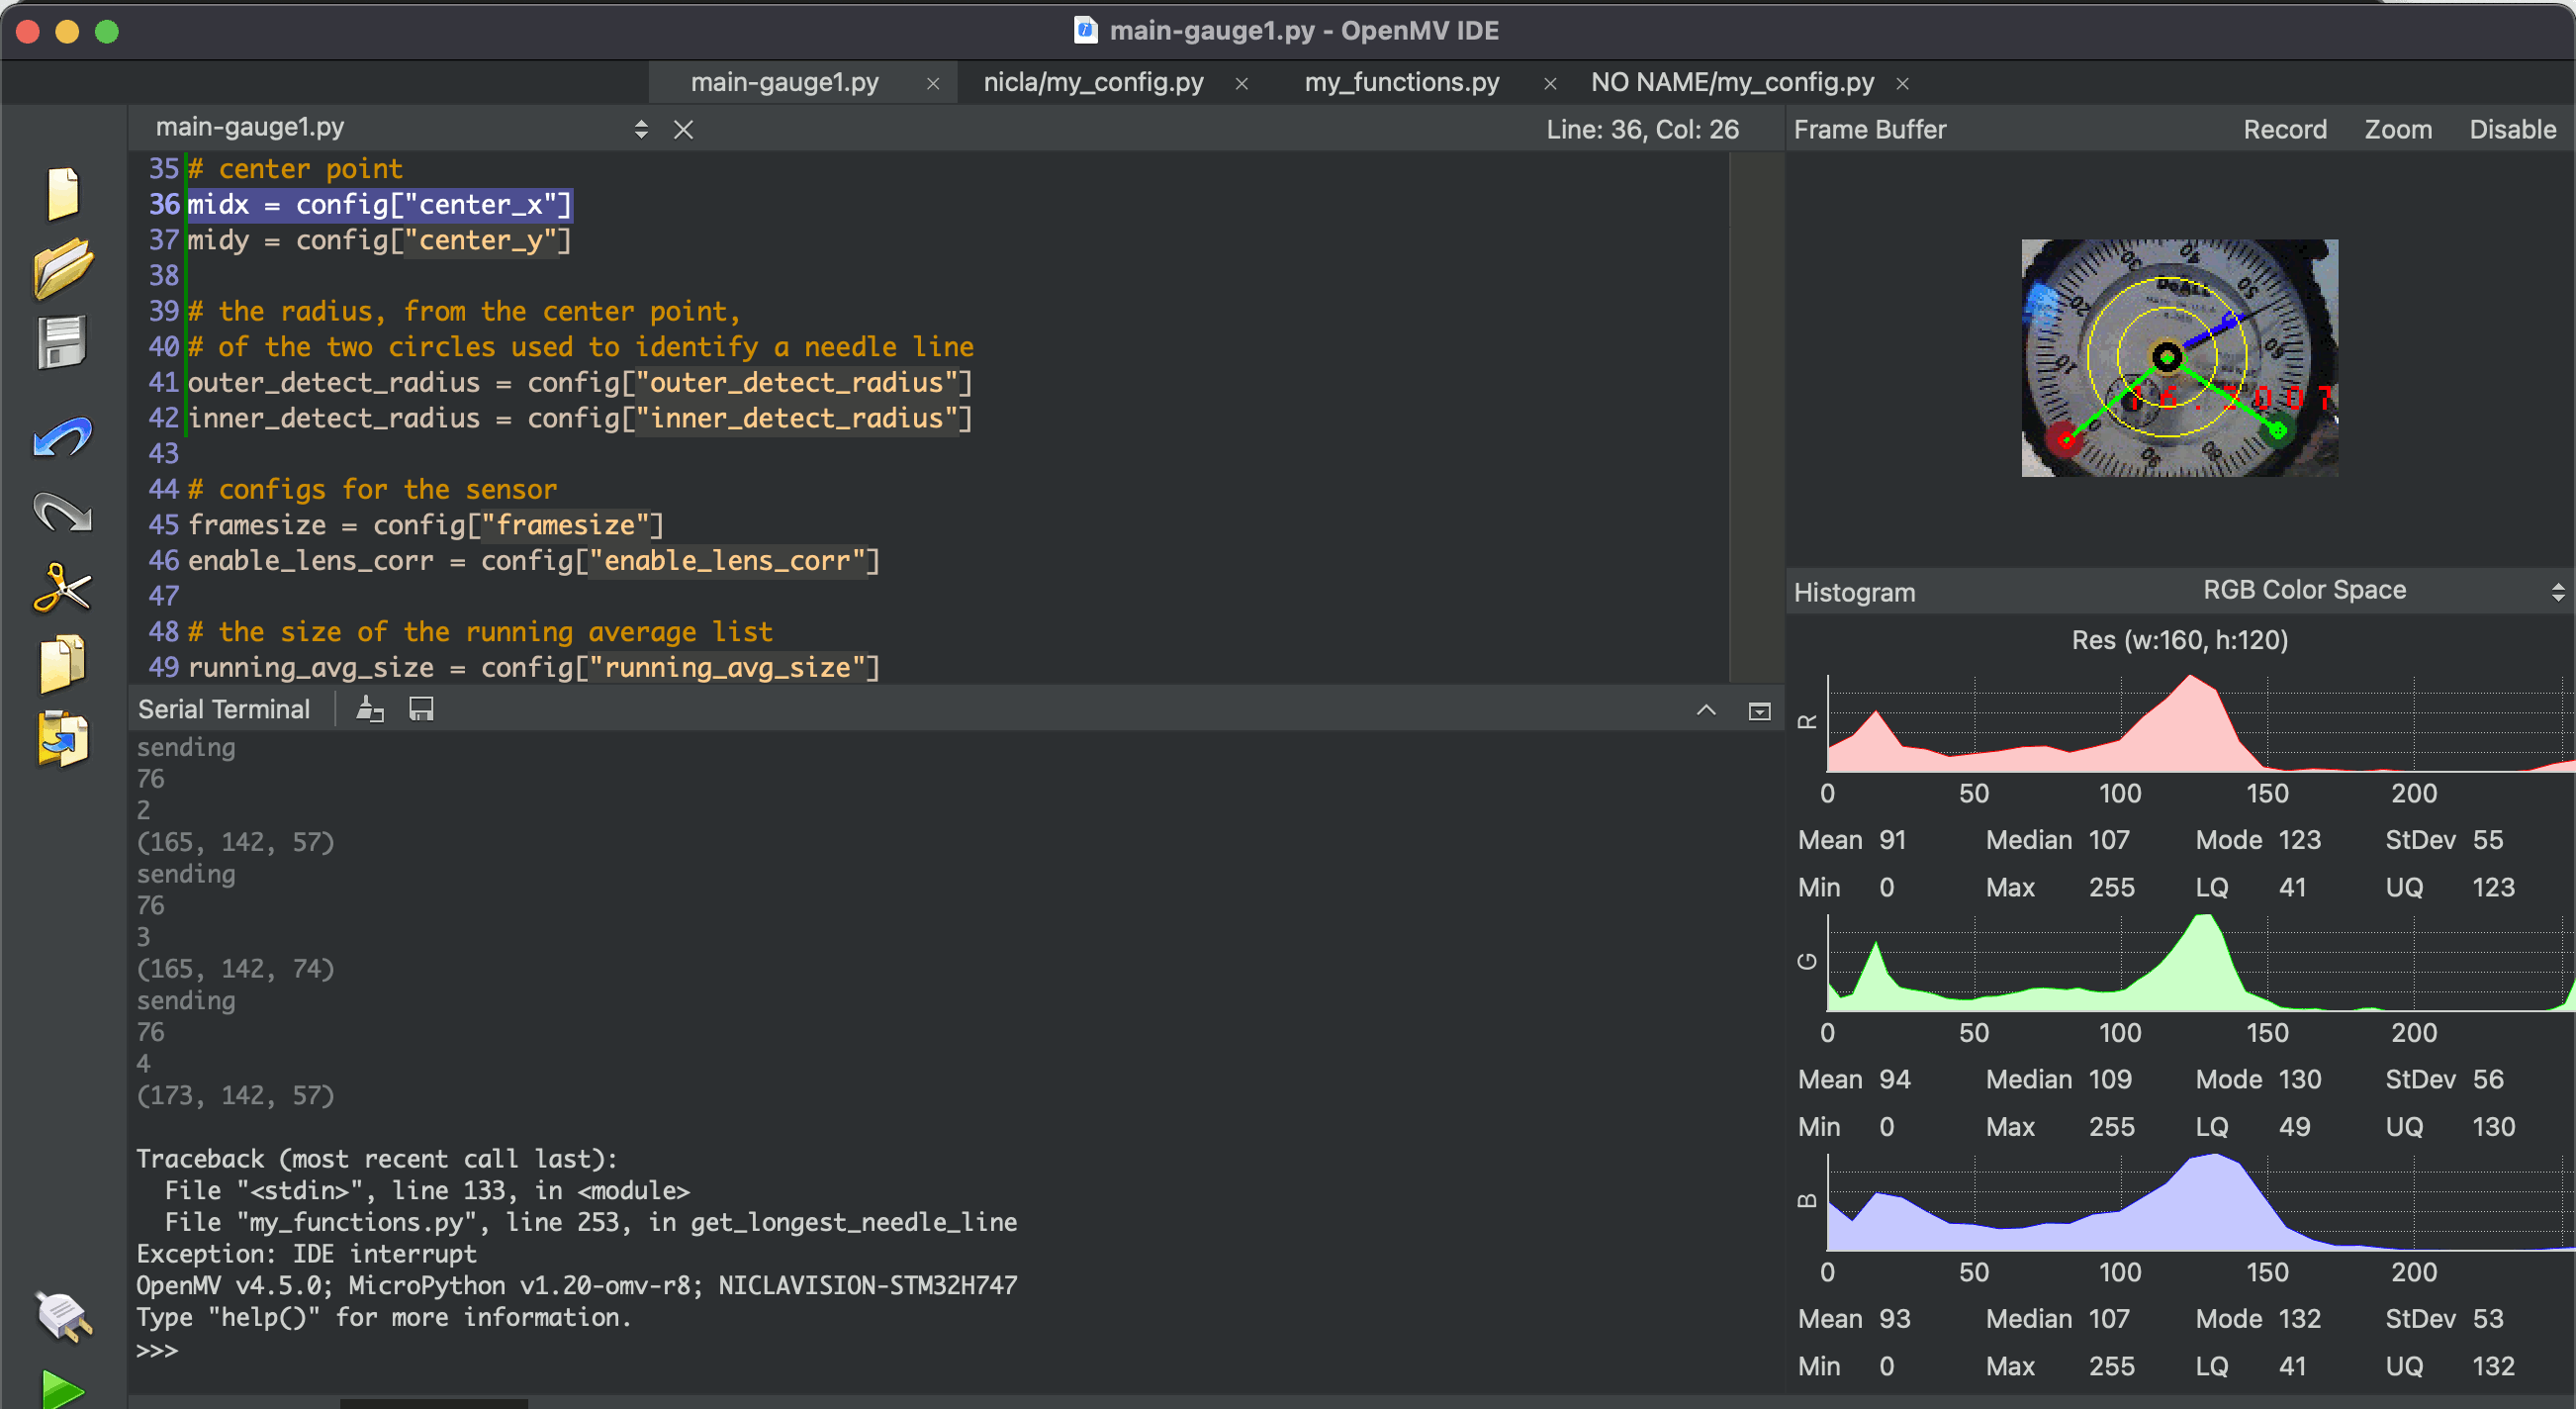 main-gauge1.py - OpenMV IDE
main-gauge1.py
nicla/my_config.py
my_functions.py
NO NAME/my_config.py
main-gauge1.py
Line: 36, Col: 26
35 # center point
36 midx = config["center_x"]
37 midy = config["center_y"]
38
39 # the radius, from the center point,
40 # of the two circles used to identify a needle line
41 outer_detect_radius = config["outer_detect_radius"]
42 inner_detect_radius = config["inner_detect_radius"]
43
44 # configs for the sensor
45 framesize = config["framesize"]
46 enable_lens_corr = config["enable_lens_corr"]
47
48 # the size of the running average list
49 running_avg_size = config["running_avg_size"]
Serial Terminal
sending
76
2
(165, 142, 57)
sending
76
3
(165, 142, 74)
sending
76
4
(173, 142, 57)
Traceback (most recent call last):
File "<stdin>", line 133, in <module>
File "my_functions.py", line 253, in get_longest_needle_line
Exception: IDE interrupt
OpenMV v4.5.0; MicroPython v1.20-omv-r8; NICLAVISION-STM32H747
Type "help()" for more information.
>>>
Frame Buffer Record Zoom Disable
40
30
50
20
DoALL
60
10
0
90
80
Histogram RGB Color Space
Res (w:160, h:120)
R
0 50 100 150 200
Mean 91 Median 107 Mode 123 StDev 55
Min 0 Max 255 LQ 41 UQ 123
G
0 50 100 150 200
Mean 94 Median 109 Mode 130 StDev 56
Min 0 Max 255 LQ 49 UQ 130
B
0 50 100 150 200
Mean 93 Median 107 Mode 132 StDev 53
Min 0 Max 255 LQ 41 UQ 132